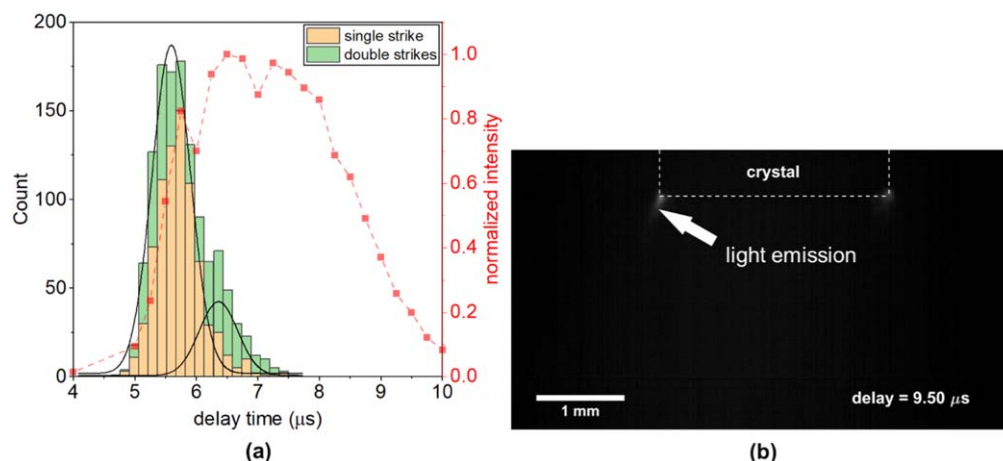 (a)
200
150
100
50
0
Count
single strike
double strikes
1.0
0.8
0.6
0.4
0.2
0.0
normalized intensity
4 5 6 7 8 9 10
delay time (μs)
(a)
crystal
light emission
1 mm
delay = 9.50 μs
(b)